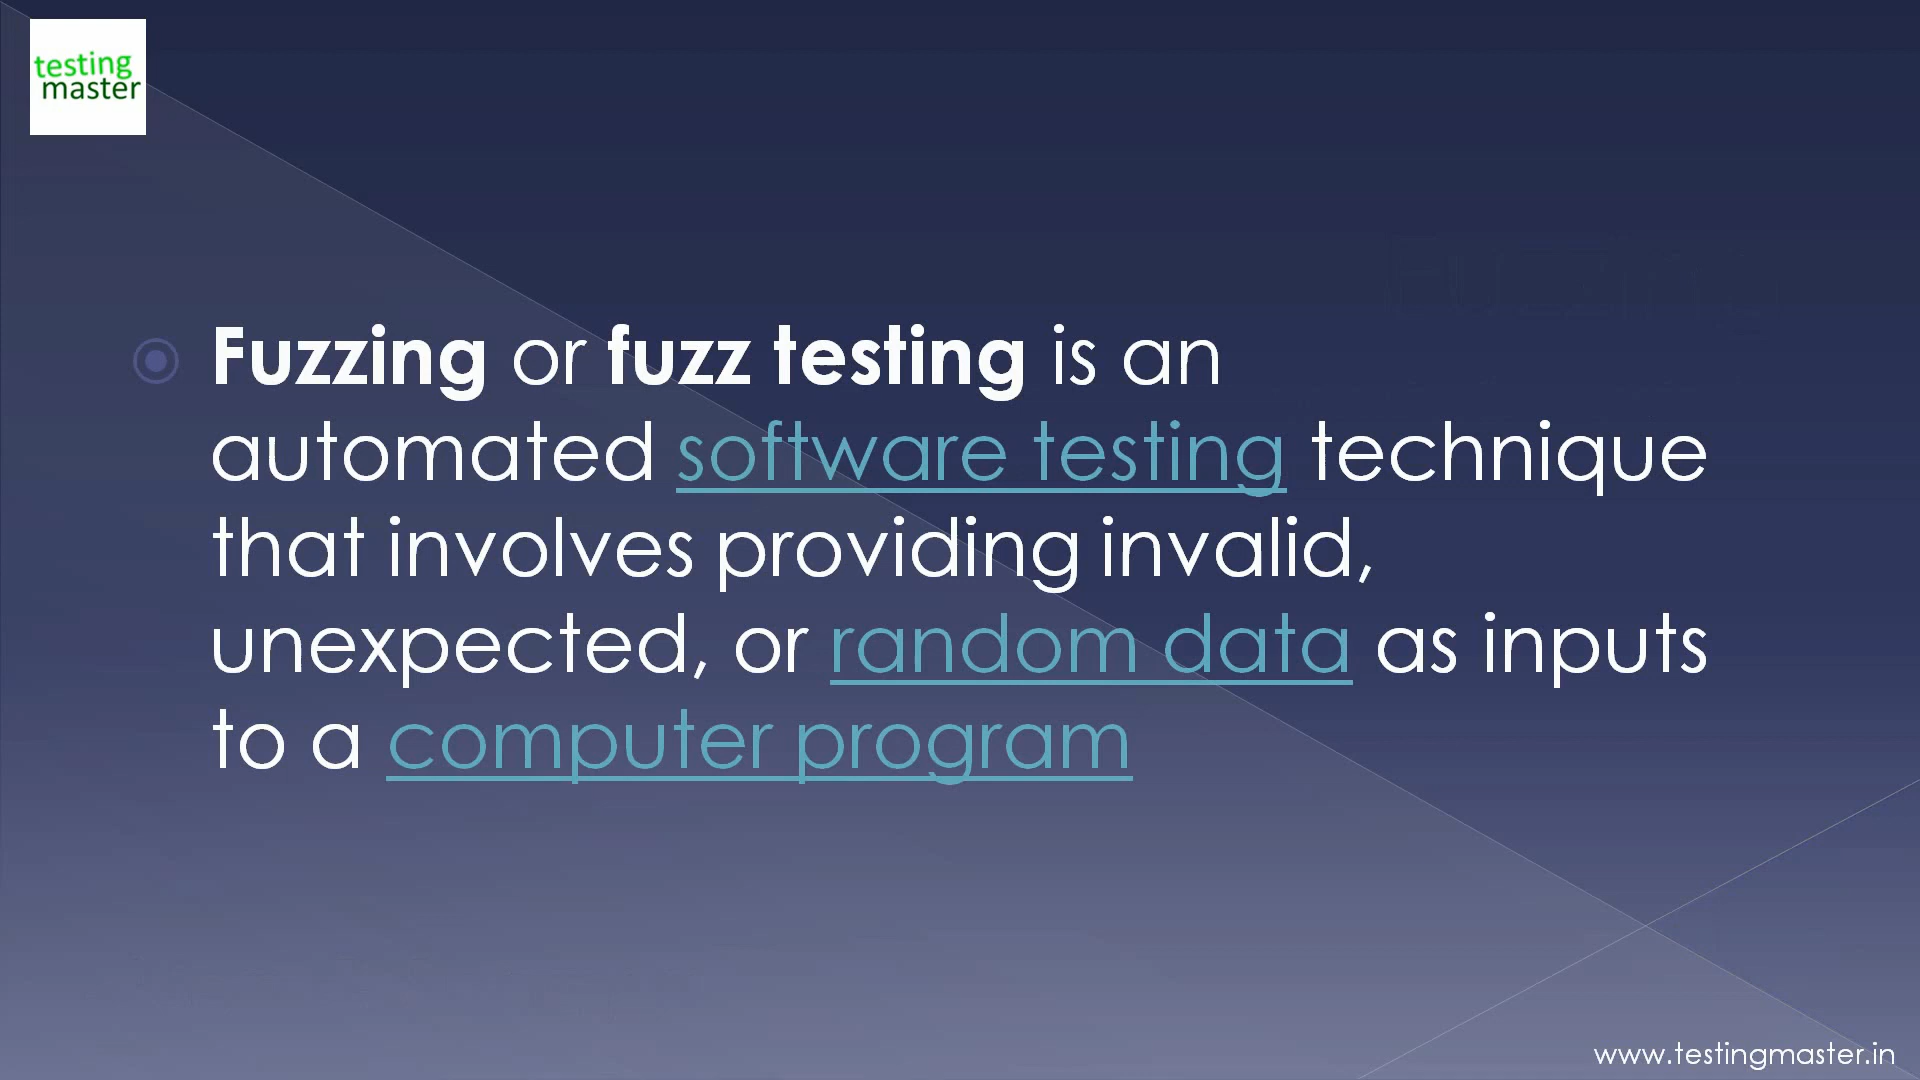 testing
master
Fuzzing or fuzz testing is an
automated software testing technique
that involves providing invalid,
unexpected, or random data as inputs
to a computer program
www.testingmaster.in